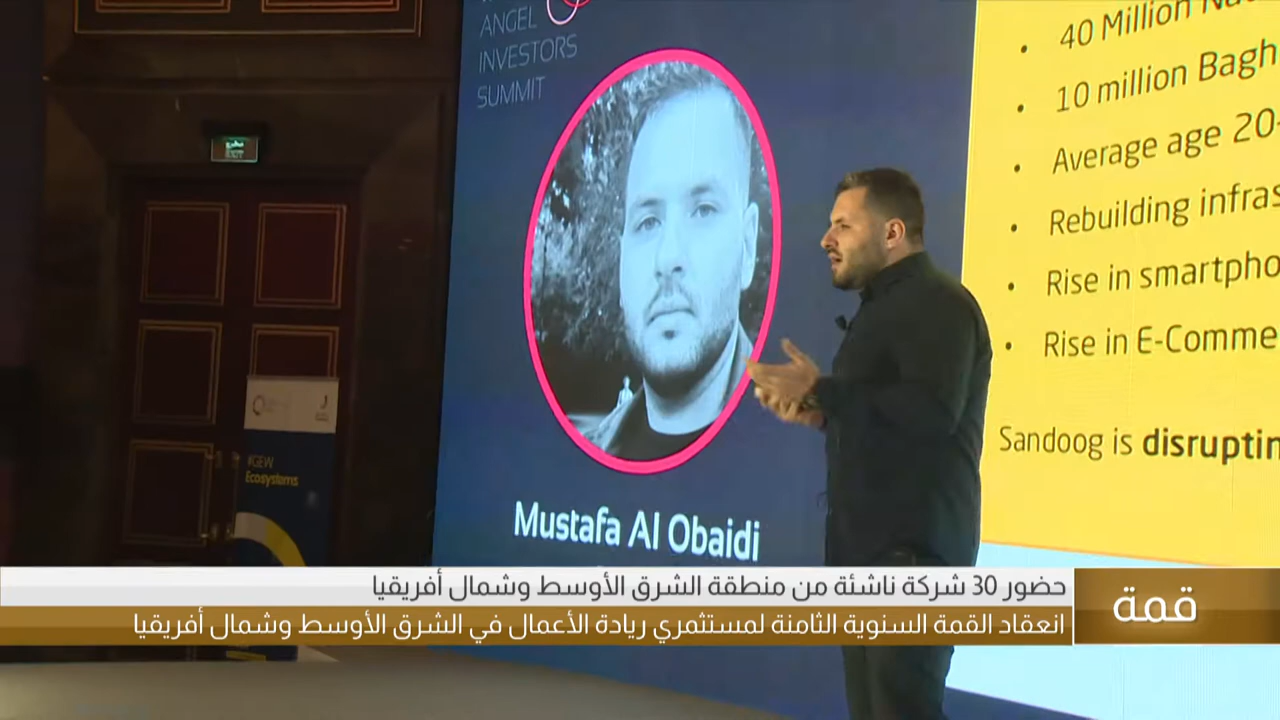 ANGEL
INVESTORS
SUMMIT
Mustafa Al Obaidi
• 40 Million
• 10 million Bagh
• Average age 20-
• Rebuilding infras
• Rise in smartpho
• Rise in E-Comme
Sandoog is disruptin
مخرج
#GEW
Ecosystems
حضور 30 شركة ناشئة من منطقة الشرق الأوسط وشمال أفريقيا
قمة
انعقاد القمة السنوية الثامنة لمستثمري ريادة الأعمال في الشرق الأوسط وشمال أفريقيا